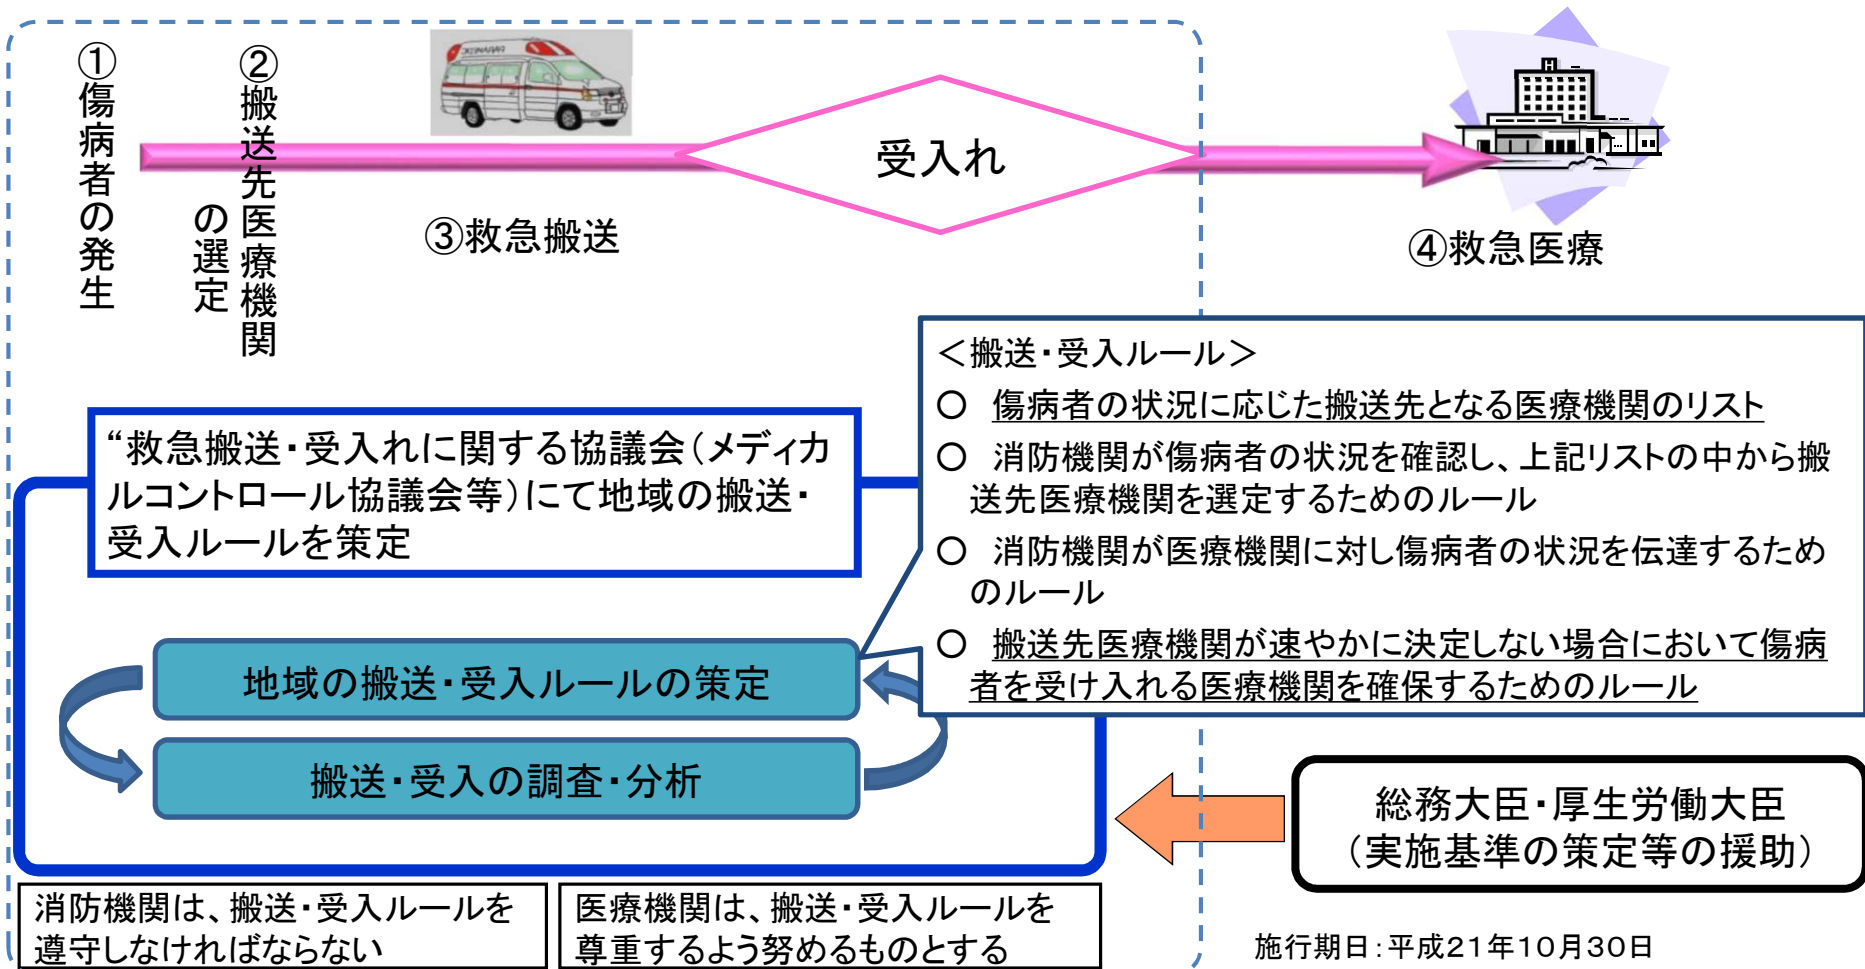 ①傷病者の発生
②搬送先医療機関
の選定
③救急搬送
受入れ
④救急医療
“救急搬送・受入れに関する協議会（メディカ
ルコントロール協議会等）にて地域の搬送・
受入ルールを策定
＜搬送・受入ルール＞
○　傷病者の状況に応じた搬送先となる医療機関のリスト
○　消防機関が傷病者の状況を確認し、上記リストの中から搬
送先医療機関を選定するためのルール
○　消防機関が医療機関に対し傷病者の状況を伝達するため
のルール
○　搬送先医療機関が速やかに決定しない場合において傷病
者を受け入れる医療機関を確保するためのルール
地域の搬送・受入ルールの策定
搬送・受入の調査・分析
総務大臣・厚生労働大臣
（実施基準の策定等の援助）
消防機関は、搬送・受入ルールを
遵守しなければならない
医療機関は、搬送・受入ルールを
尊重するよう努めるものとする
施行期日：平成２１年１０月３０日